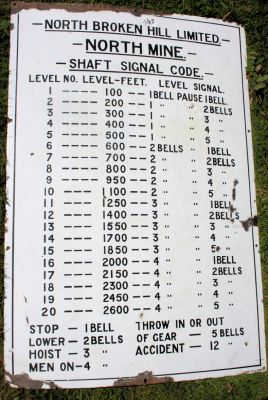 NORTH BROKEN HILL LIMITED.
NORTH MINE.
SHAFT SIGNAL CODE.
LEVEL NO. LEVEL-FEET. LEVEL SIGNAL.
1 ---- 100 -- 1 BELL PAUSE 1 BELL.
2 ---- 200 -- 1 " " 2 BELLS
3 ---- 300 -- 1 " " 3 "
4 ---- 400 -- 1 " " 4 "
5 ---- 500 -- 1 " " 5 "
6 ---- 600 -- 2 BELLS " 1 BELL
7 ---- 700 -- 2 " " 2 BELLS
8 ---- 800 -- 2 " " 3 "
9 ---- 950 -- 2 " " 4 "
10 ---- 1100 -- 2 " " 5 "
11 ---- 1250 -- 3 " " 1 BELL
12 ---- 1400 -- 3 " " 2 BELLS
13 ---- 1550 -- 3 " " 3 "
14 ---- 1700 -- 3 " " 4 "
15 ---- 1850 -- 3 " " 5 "
16 ---- 2000 -- 4 " " 1 BELL
17 ---- 2150 -- 4 " " 2 BELLS
18 ---- 2300 -- 4 " " 3 "
19 ---- 2450 -- 4 " " 4 "
20 ---- 2600 -- 4 " " 5 "
STOP — 1 BELL THROW IN OR OUT
LOWER — 2 BELLS OF GEAR — 5 BELLS
HOIST — 3 " ACCIDENT — 12 "
MEN ON — 4 "